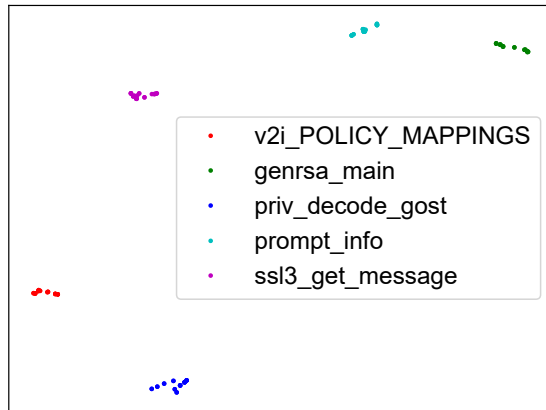 v2i_POLICY_MAPPINGS
genrsa_main
priv_decode_gost
prompt_info
ssl3_get_message